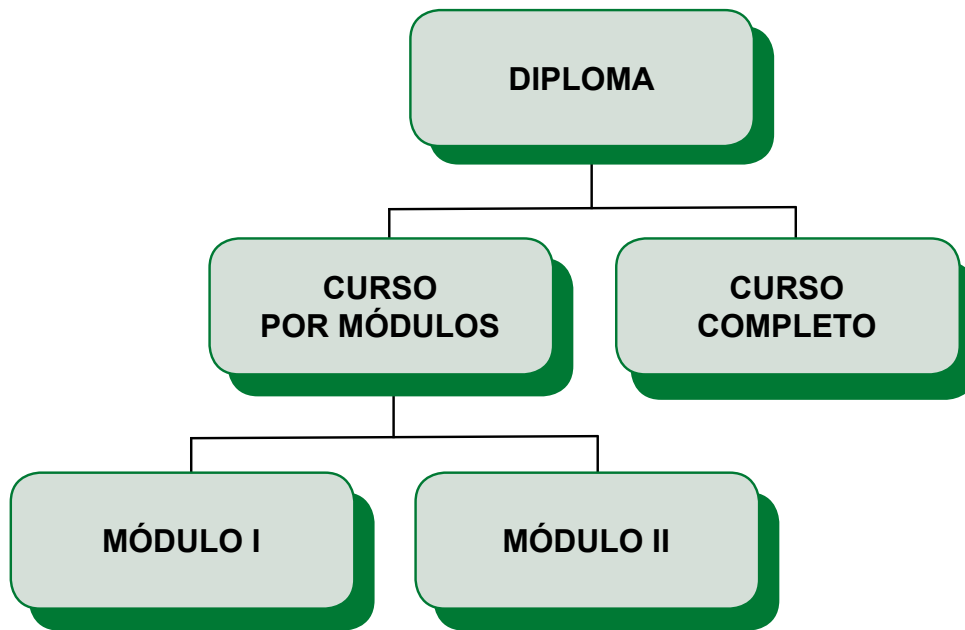 DIPLOMA
CURSO
POR MÓDULOS
CURSO
COMPLETO
MÓDULO I
MÓDULO II